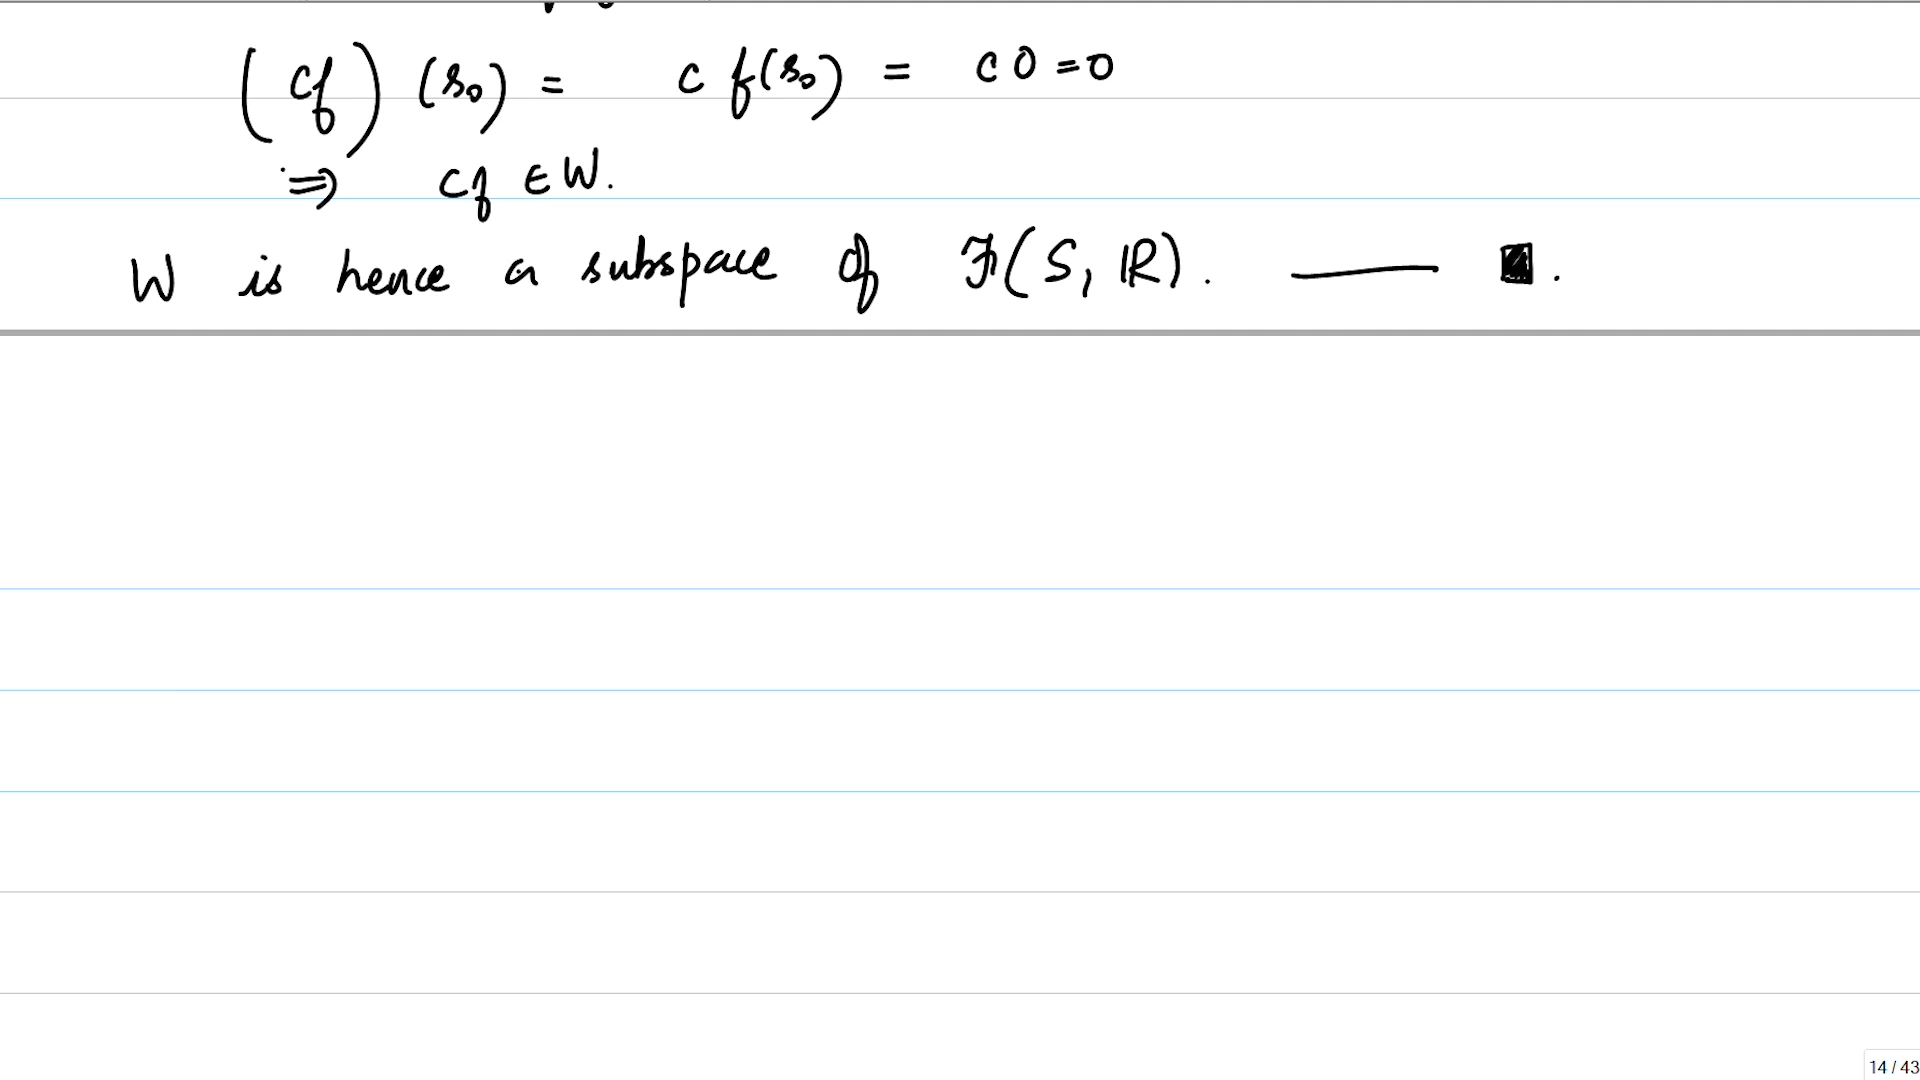 (cf)(s₀) = c f(s₀) = c 0 = 0
⇒ cf ∈ W.
W is hence a subspace of ℱ(S, ℝ). — ■.
14 / 43